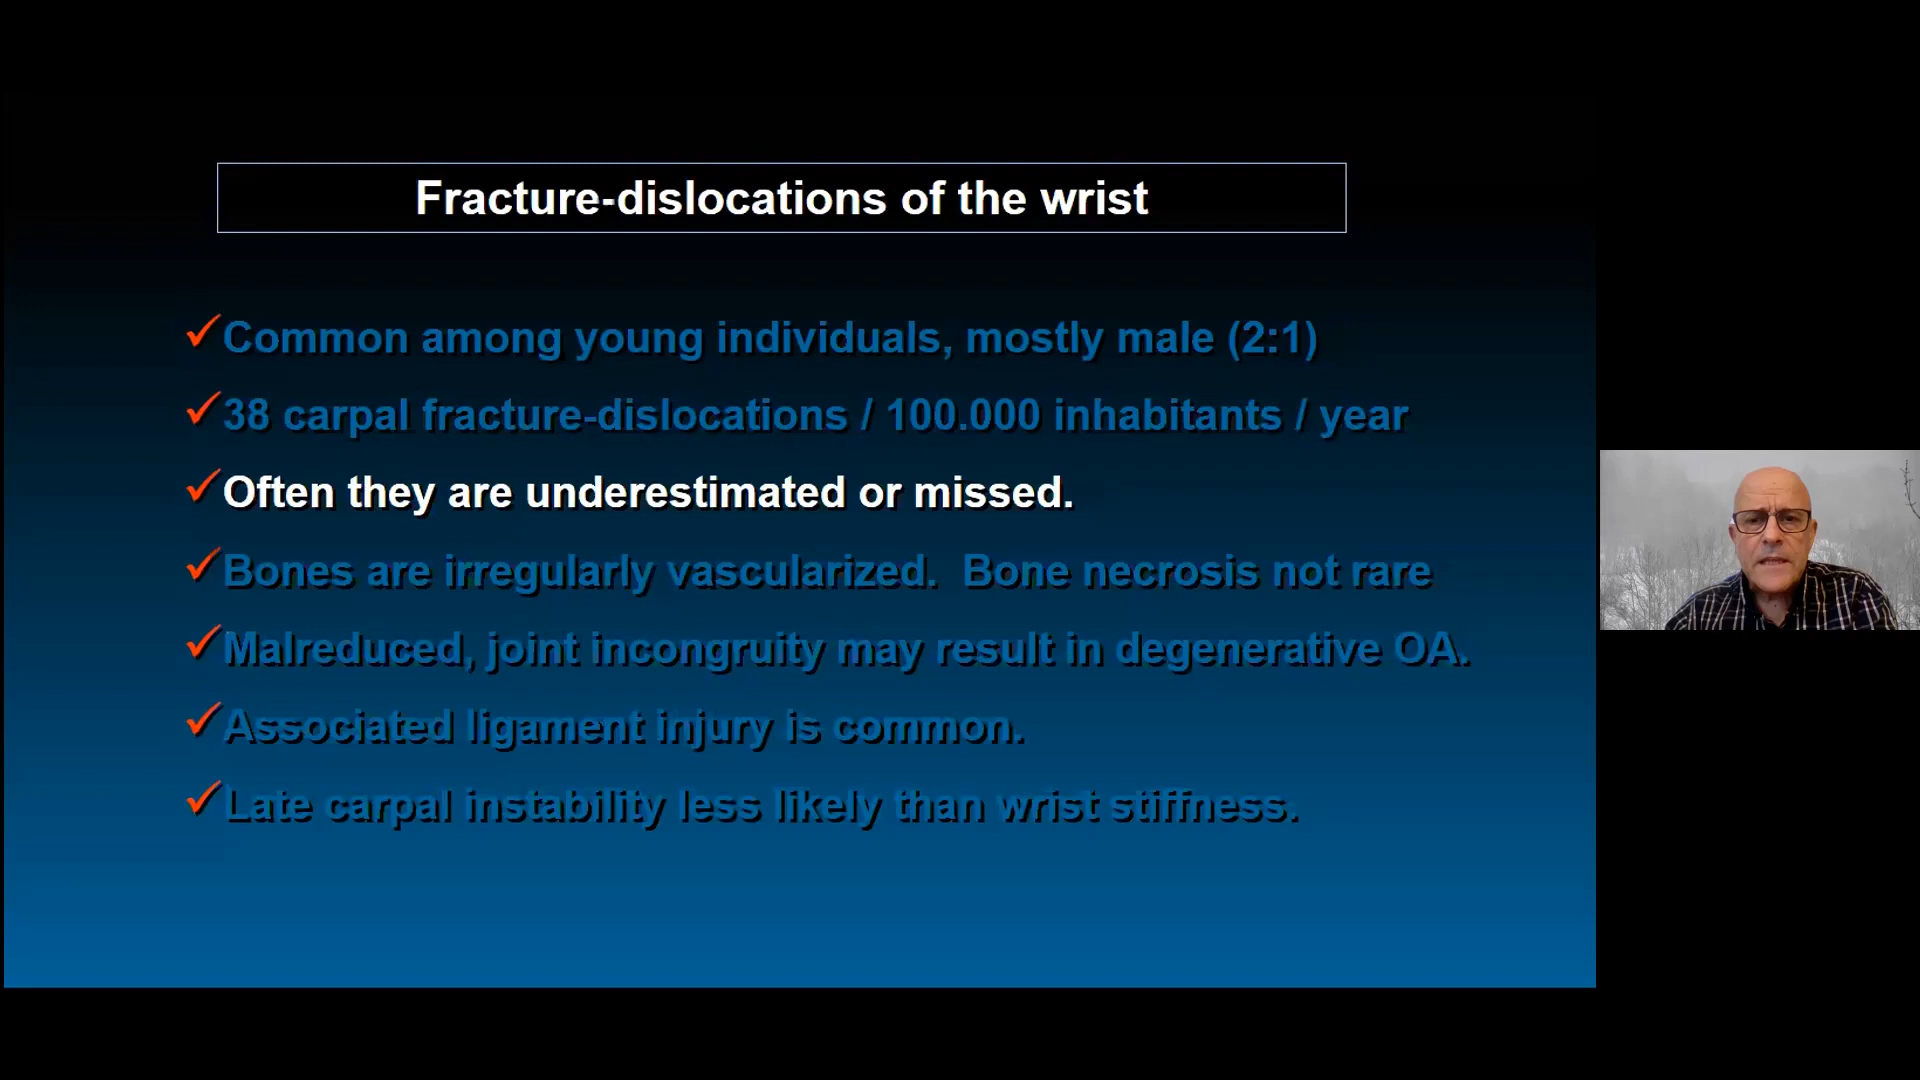 Fracture-dislocations of the wrist
Common among young individuals, mostly male (2:1)
38 carpal fracture-dislocations / 100.000 inhabitants / year
Often they are underestimated or missed.
Bones are irregularly vascularized.  Bone necrosis not rare
Malreduced, joint incongruity may result in degenerative OA.
Associated ligament injury is common.
Late carpal instability less likely than wrist stiffness.